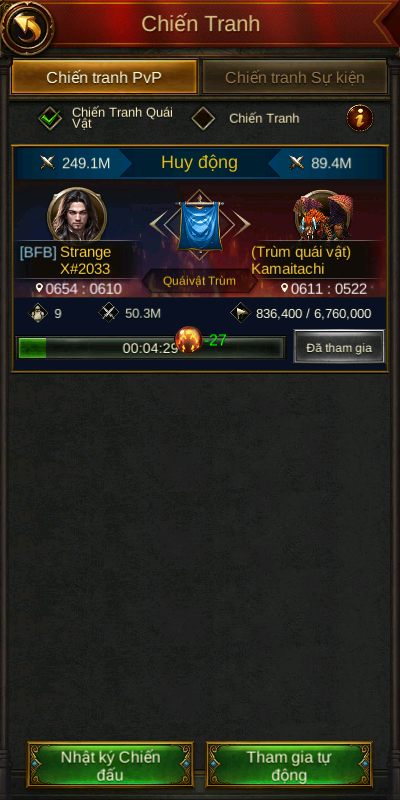 Chiến Tranh
Chiến tranh PvP
Chiến tranh Sự kiện
Chiến Tranh Quái
Vật
Chiến Tranh
249.1M
Huy động
89.4M
[BFB] Strange
X#2033
(Trùm quái vật)
Kamaitachi
Quáivật Trùm
0654 : 0610
0611 : 0522
9
50.3M
836,400 / 6,760,000
00:04:29
-27
Đã tham gia
Nhật ký Chiến
đấu
Tham gia tự
động